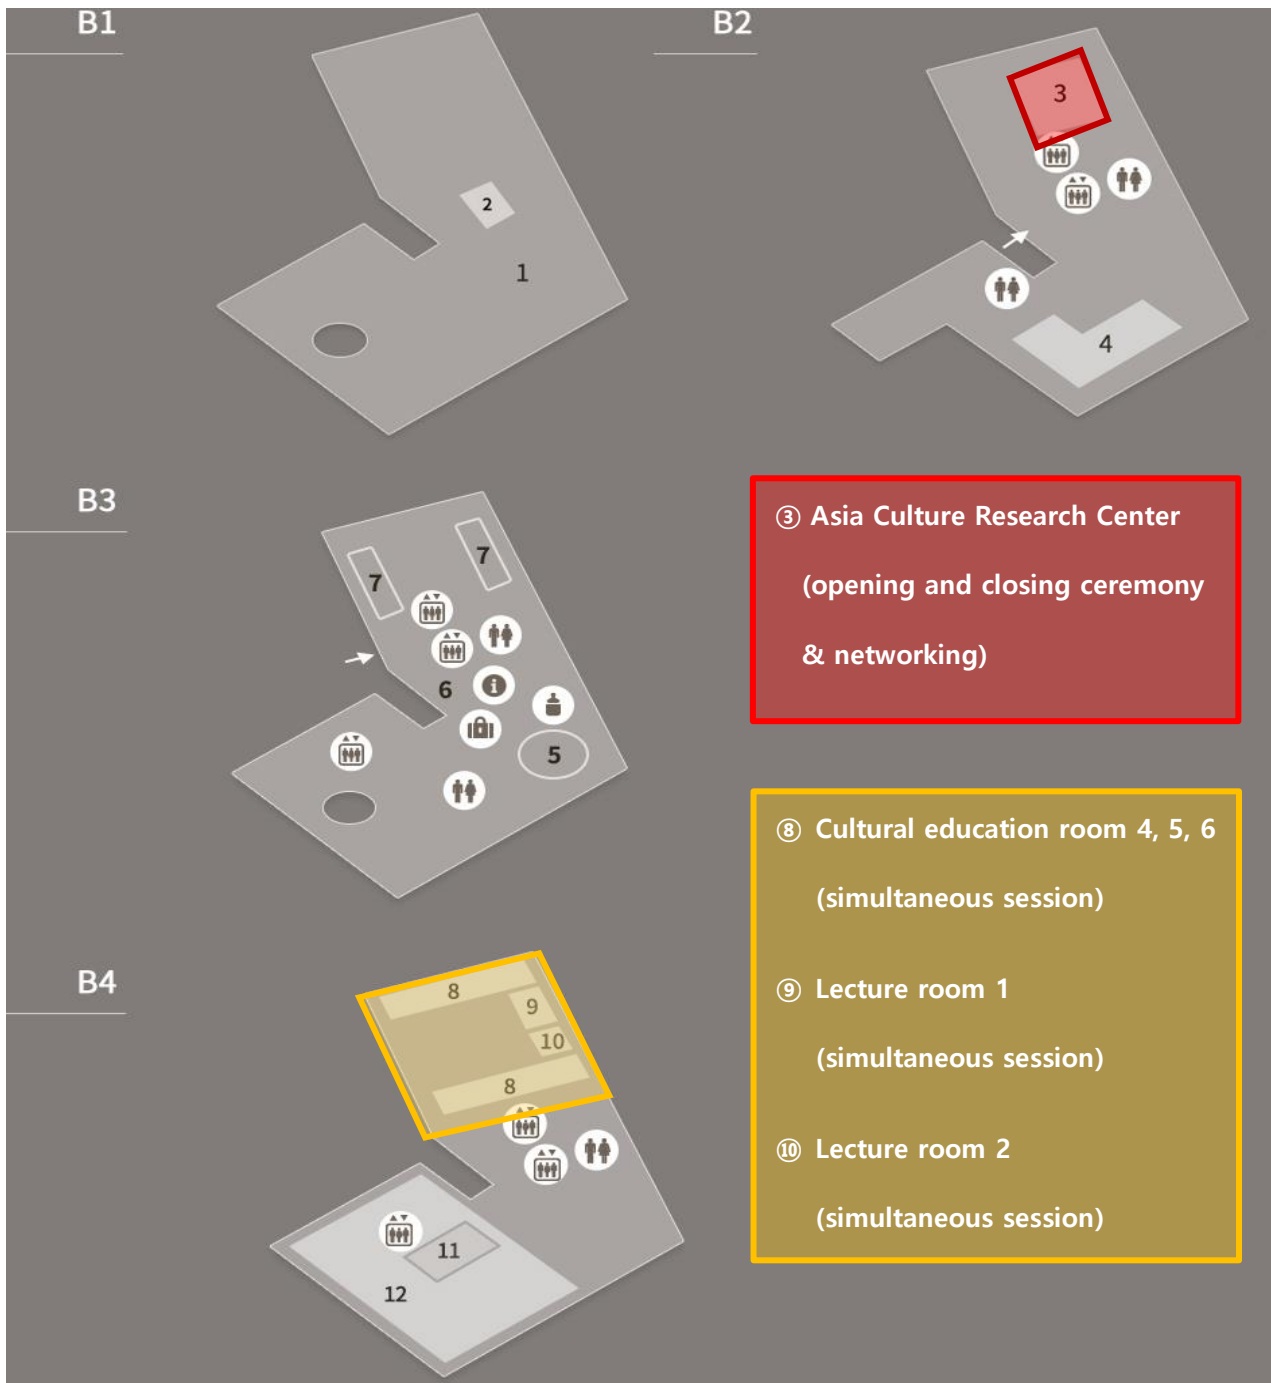 B1
B2
3
2
1
4
B3
7
7
6
5
③ Asia Culture Research Center
(opening and closing ceremony
& networking)
⑧ Cultural education room 4, 5, 6
(simultaneous session)
⑨ Lecture room 1
(simultaneous session)
⑩ Lecture room 2
(simultaneous session)
B4
8
9
10
8
11
12